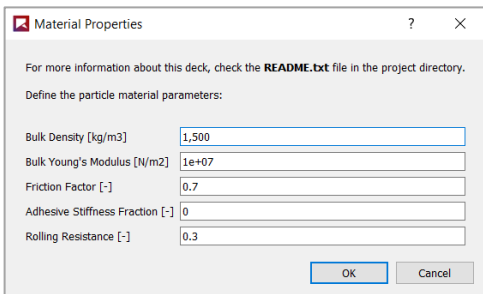 Material Properties
For more information about this deck, check the README.txt file in the project directory.
Define the particle material parameters:
Bulk Density [kg/m3] 1,500
Bulk Young's Modulus [N/m2] 1e+07
Friction Factor [-] 0.7
Adhesive Stiffness Fraction [-] 0
Rolling Resistance [-] 0.3
OK Cancel